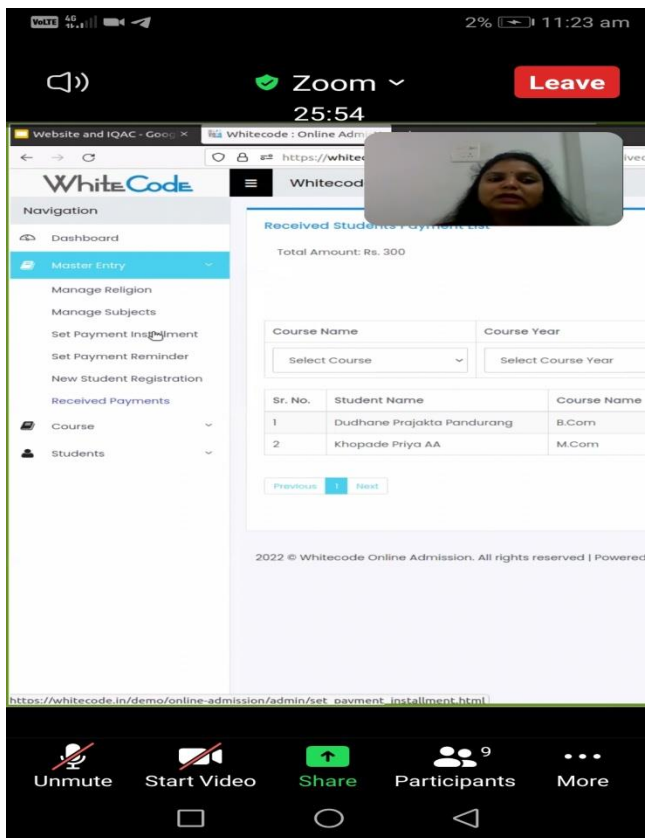 VoLTE 4G 2% 11:23 am
Zoom Leave
25:54
Website and IQAC - Goog × Whitecode : Online Adm
https://whitec
WhiteCode Whitecod
Navigation
Dashboard
Master Entry
Manage Religion
Manage Subjects
Set Payment Installment
Set Payment Reminder
New Student Registration
Received Payments
Course
Students
Received Students Payment List
Total Amount: Rs. 300
Course Name Course Year
Select Course Select Course Year
Sr. No. Student Name Course Name
1 Dudhane Prajakta Pandurang B.Com
2 Khopade Priya AA M.Com
Previous 1 Next
2022 © Whitecode Online Admission. All rights reserved | Powered
https://whitecode.in/demo/online-admission/admin/set_payment_installment.html
9
Unmute Start Video Share Participants More